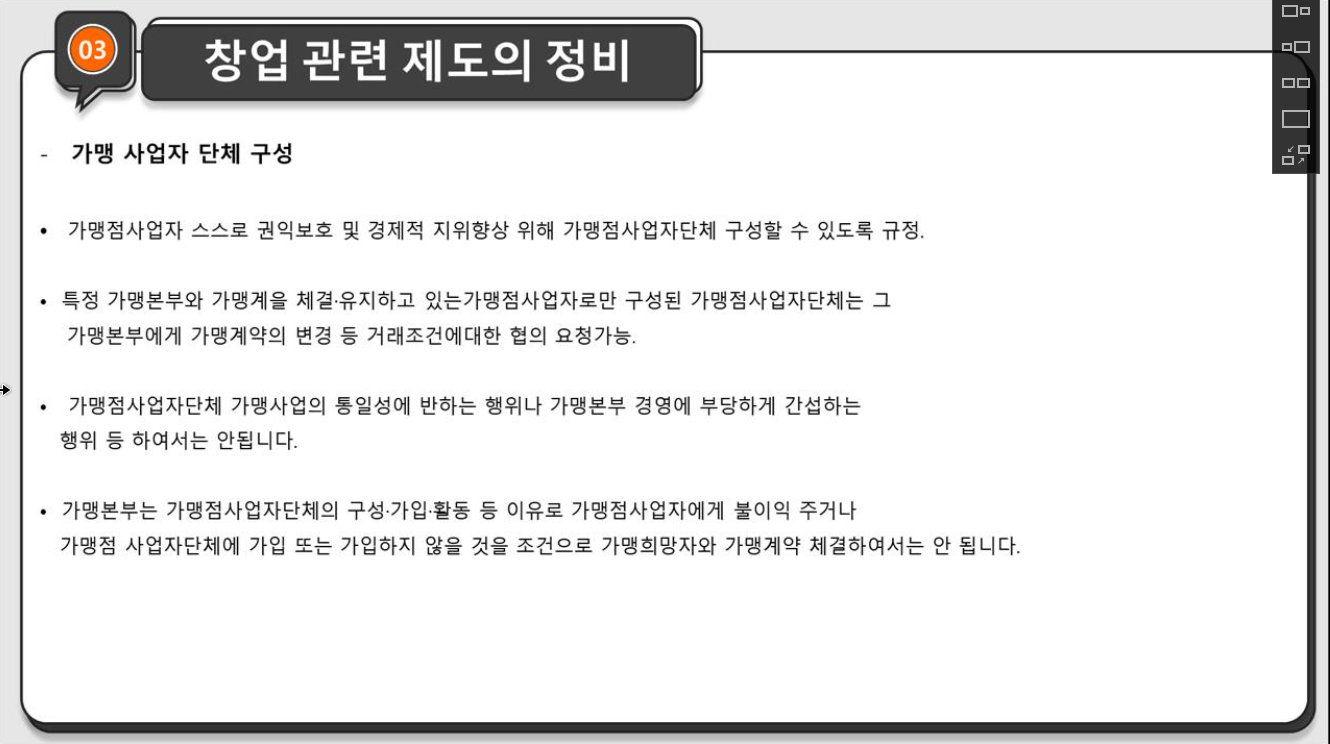 03
창업 관련 제도의 정비
- 가맹 사업자 단체 구성
• 가맹점사업자 스스로 권익보호 및 경제적 지위향상 위해 가맹점사업자단체 구성할 수 있도록 규정.
• 특정 가맹본부와 가맹계을 체결·유지하고 있는가맹점사업자로만 구성된 가맹점사업자단체는 그
가맹본부에게 가맹계약의 변경 등 거래조건에대한 협의 요청가능.
• 가맹점사업자단체 가맹사업의 통일성에 반하는 행위나 가맹본부 경영에 부당하게 간섭하는
행위 등 하여서는 안됩니다.
• 가맹본부는 가맹점사업자단체의 구성·가입·활동 등 이유로 가맹점사업자에게 불이익 주거나
가맹점 사업자단체에 가입 또는 가입하지 않을 것을 조건으로 가맹희망자와 가맹계약 체결하여서는 안 됩니다.